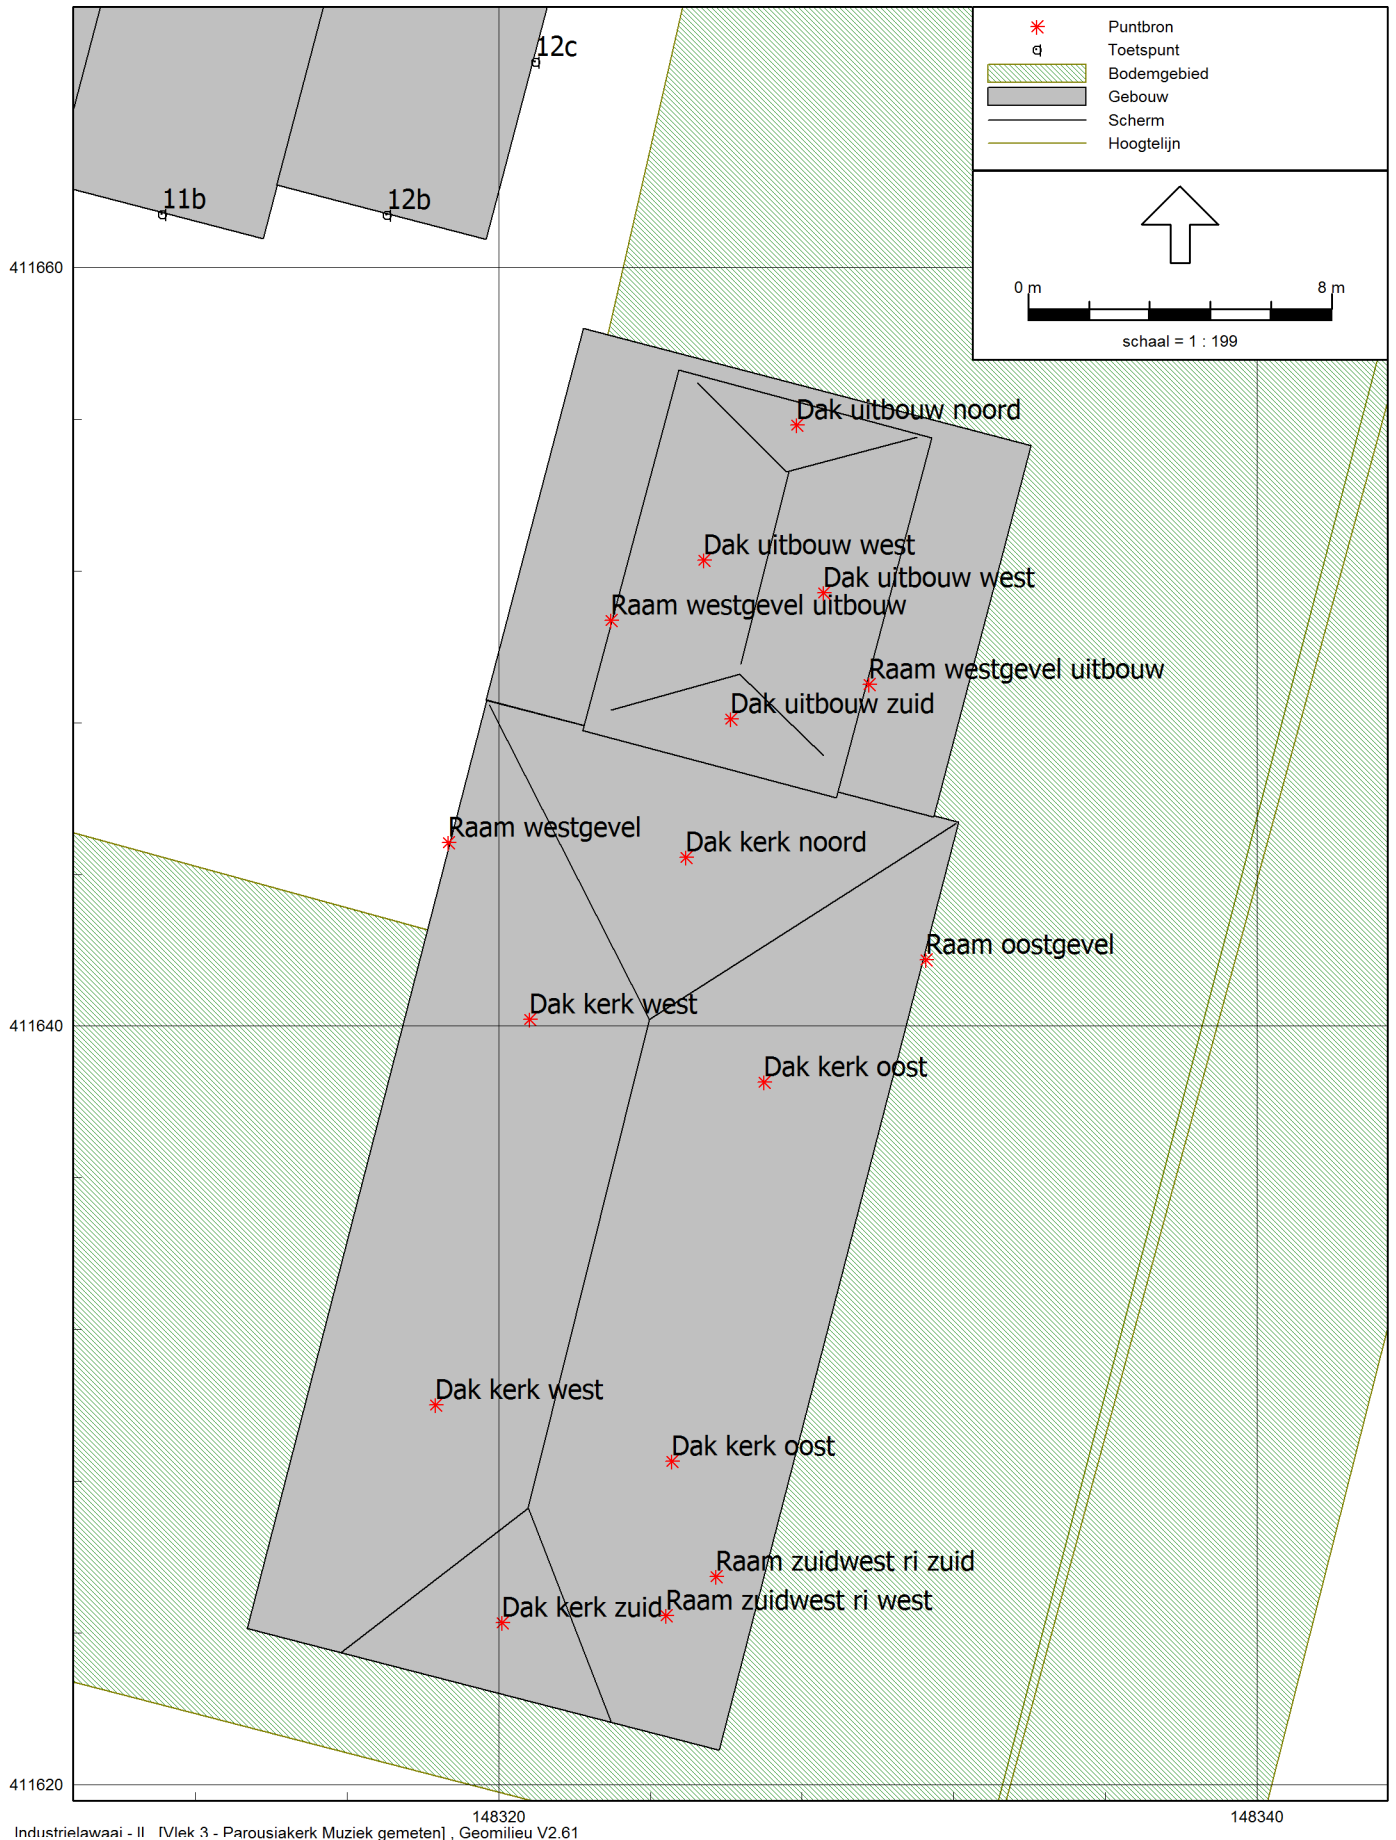 Puntbron
Toetspunt
Bodemgebied
Gebouw
Scherm
Hoogtelijn
0 m 8 m
schaal = 1 : 199
12c
11b
12b
411660
Dak uitbouw noord
Dak uitbouw west
Dak uitbouw west
Raam westgevel uitbouw
Raam westgevel uitbouw
Dak uitbouw zuid
Raam westgevel
Dak kerk noord
Raam oostgevel
Dak kerk west
411640
Dak kerk oost
Dak kerk west
Dak kerk oost
Raam zuidwest ri zuid
Raam zuidwest ri west
Dak kerk zuid
411620
148320 148340
Industrielawaai - IL, [Vlek 3 - Parousiakerk Muziek gemeten] , Geomilieu V2.61